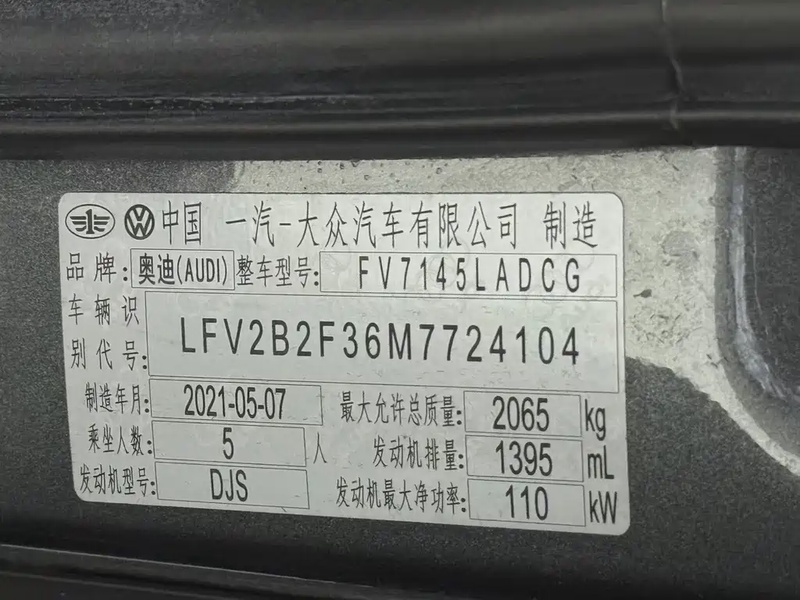 中国 一汽-大众汽车有限公司 制造
品牌: 奥迪(AUDI) 整车型号: FV7145LADCG
车辆识别代号: LFV2B2F36M7724104
制造年月: 2021-05-07 最大允许总质量: 2065 kg
乘坐人数: 5 人 发动机排量: 1395 mL
发动机型号: DJS 发动机最大净功率: 110 kW